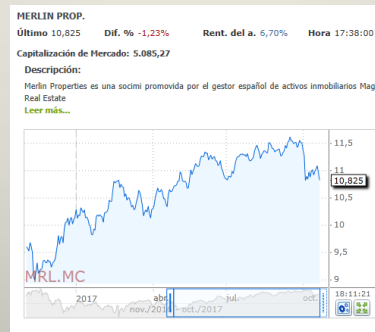 MERLIN PROP.
Último 10,825 Dif. % -1,23% Rent. del a. 6,70% Hora 17:38:00
Capitalización de Mercado: 5.085,27
Descripción:
Merlin Properties es una socimi promovida por el gestor español de activos inmobiliarios Mag
Real Estate
Leer más...
11,5
11
10,825
10,5
10
9,5
9
MRL.MC
2017 abr. jul. oct.
nov./2016 - oct./2017
18:11:21